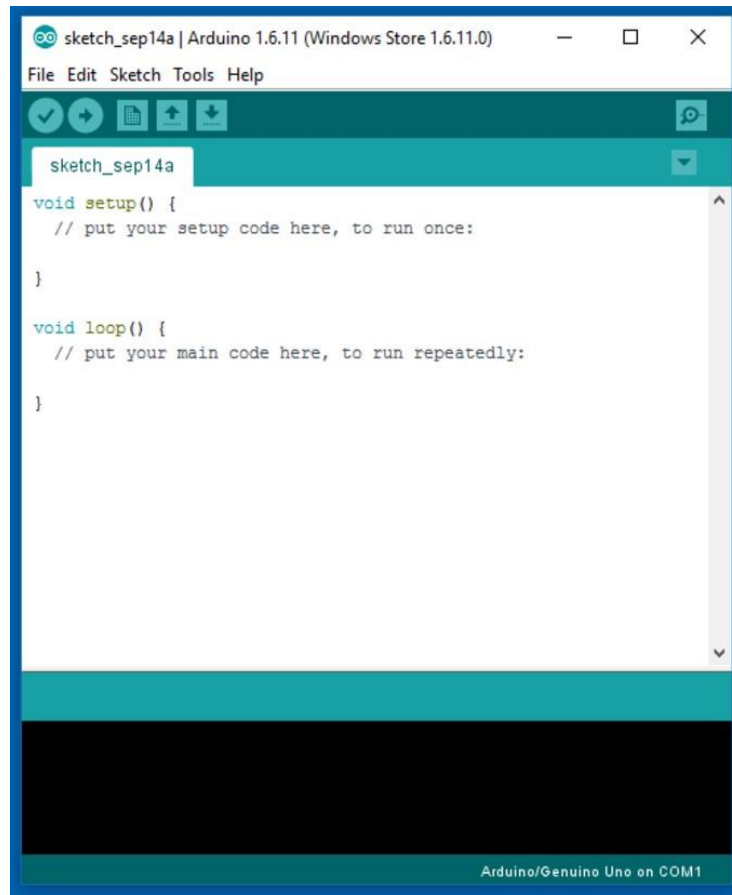 sketch_sep14a | Arduino 1.6.11 (Windows Store 1.6.11.0)
File Edit Sketch Tools Help
sketch_sep14a
void setup() {
  // put your setup code here, to run once:
}
void loop() {
  // put your main code here, to run repeatedly:
}
Arduino/Genuino Uno on COM1